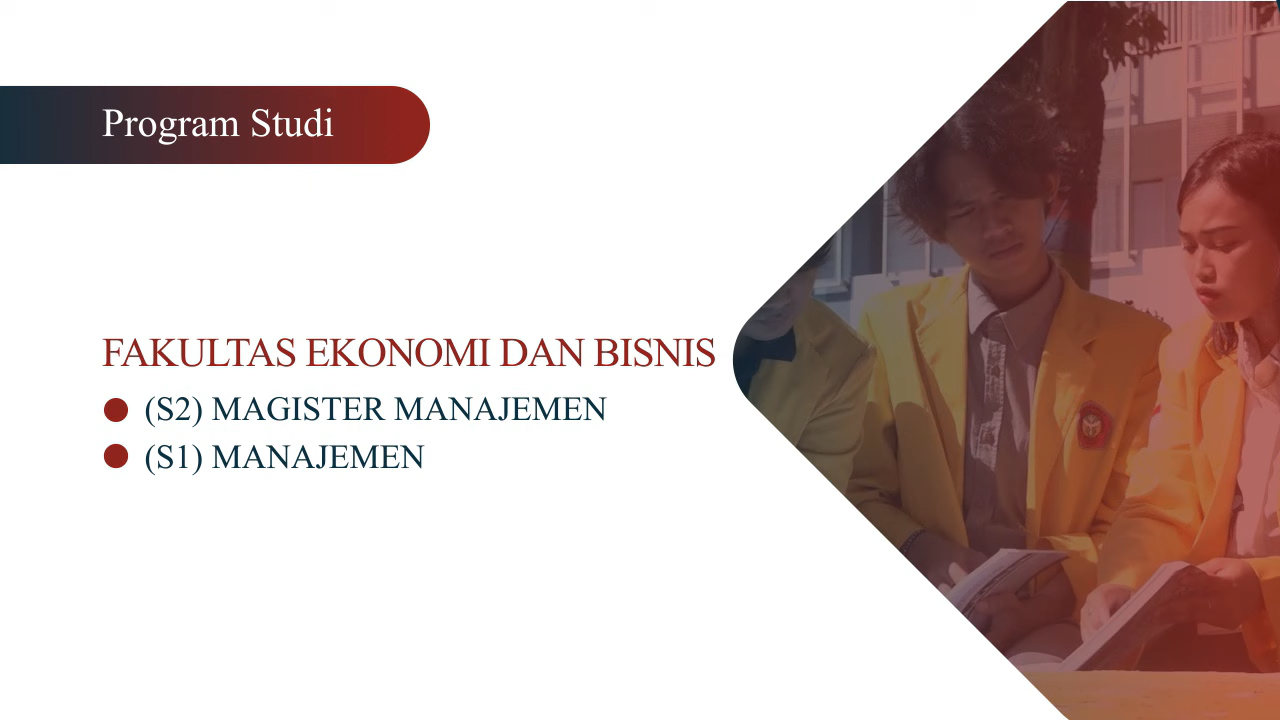 Program Studi
FAKULTAS EKONOMI DAN BISNIS
(S2) MAGISTER MANAJEMEN
(S1) MANAJEMEN